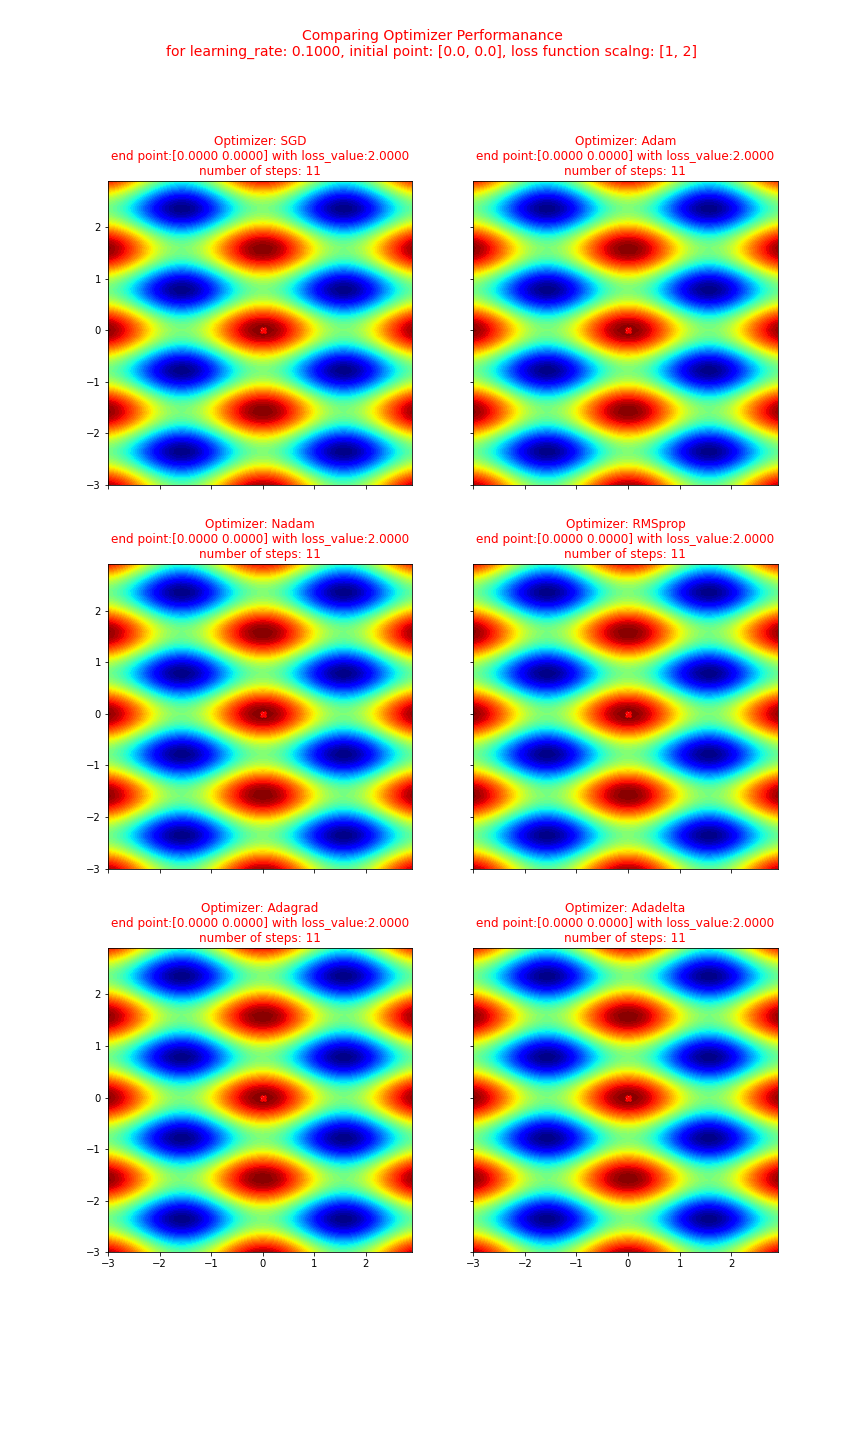 Comparing Optimizer Performanance
for learning_rate: 0.1000, initial point: [0.0, 0.0], loss function scalng: [1, 2]
Optimizer: SGD
end point:[0.0000 0.0000] with loss_value:2.0000
number of steps: 11
2
1
0
−1
−2
−3
Optimizer: Adam
end point:[0.0000 0.0000] with loss_value:2.0000
number of steps: 11
Optimizer: Nadam
end point:[0.0000 0.0000] with loss_value:2.0000
number of steps: 11
2
1
0
−1
−2
−3
Optimizer: RMSprop
end point:[0.0000 0.0000] with loss_value:2.0000
number of steps: 11
Optimizer: Adagrad
end point:[0.0000 0.0000] with loss_value:2.0000
number of steps: 11
2
1
0
−1
−2
−3
−3 −2 −1 0 1 2
Optimizer: Adadelta
end point:[0.0000 0.0000] with loss_value:2.0000
number of steps: 11
−3 −2 −1 0 1 2